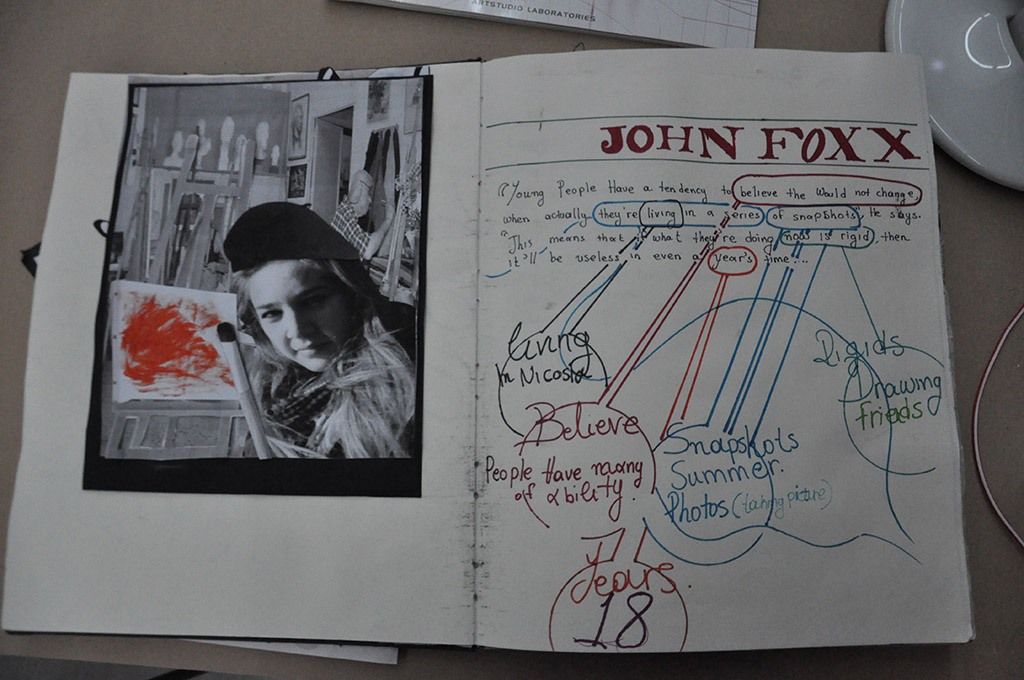 ARTSTUDIO LABORATORIES
JOHN FOXX
"Young People Have a tendency to believe the Would not change,
when actually they're living in a series of snapshots", He says.
"This means that if what they're doing now is rigid, then
it'll be useless in even a year's time....
living
in Nicosia
Believe
People Have many
of ability.
Snapshots
Summer.
Photos (taking picture)
Rigids
Drawing
friends
Years.
18